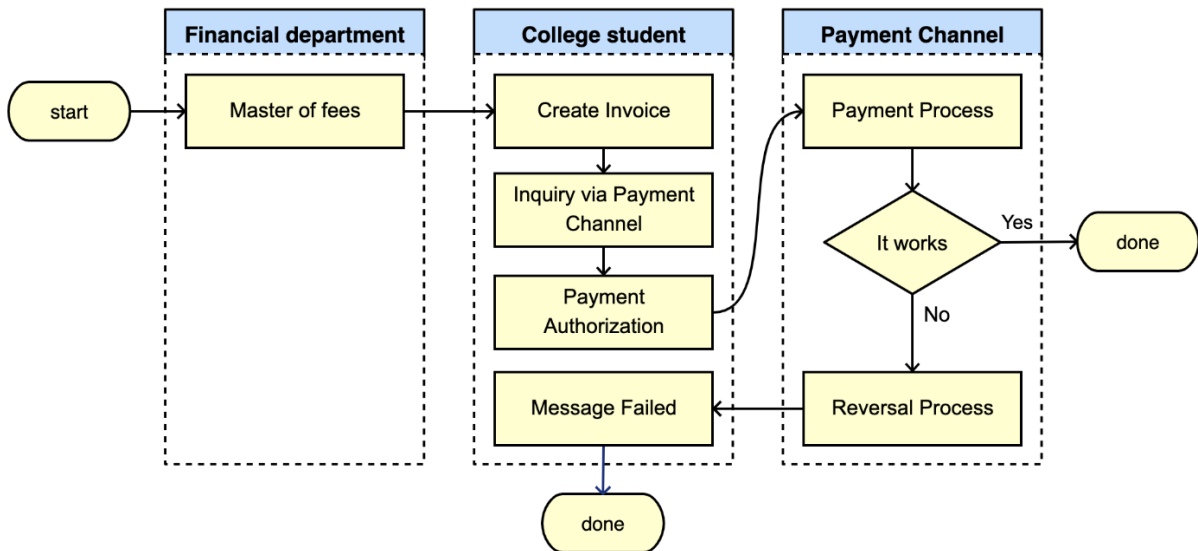 Financial department
College student
Payment Channel
start
Master of fees
Create Invoice
Payment Process
Inquiry via Payment
Channel
It works
Yes
done
Payment
Authorization
No
Message Failed
Reversal Process
done